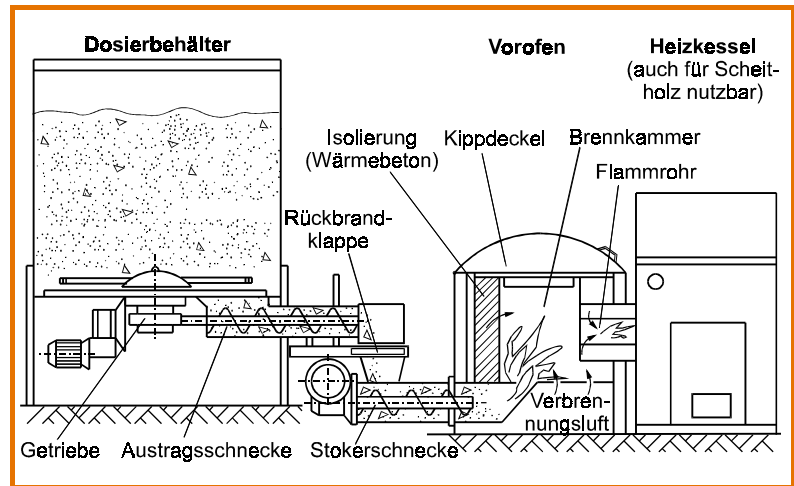 Dosierbehälter
Vorofen
Heizkessel
(auch für Scheit-
holz nutzbar)
Isolierung
(Wärmebeton)
Kippdeckel
Brennkammer
Flammrohr
Rückbrand-
klappe
Verbren-
nungsluft
Getriebe
Austragsschnecke
Stokerschnecke